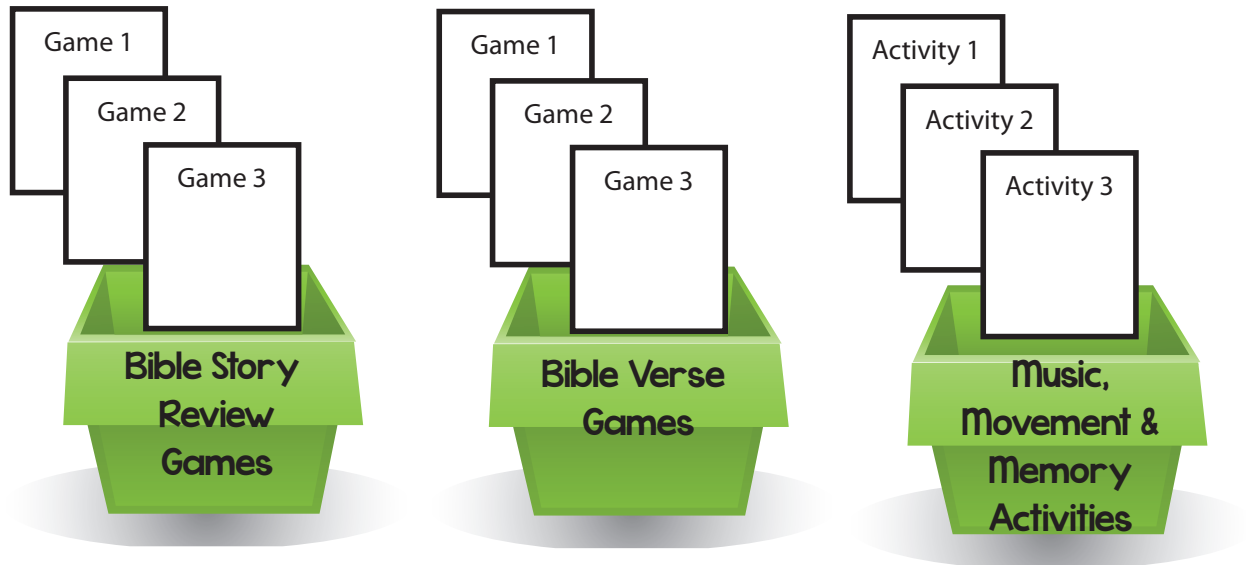 Game 1
Game 2
Game 3
Bible Story
Review
Games
Game 1
Game 2
Game 3
Bible Verse
Games
Activity 1
Activity 2
Activity 3
Music,
Movement &
Memory
Activities